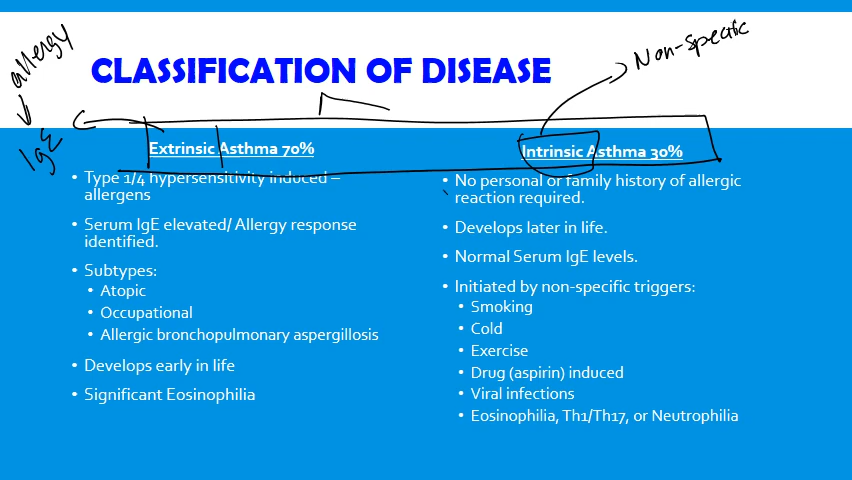 allergy
IgE
Non-specific
CLASSIFICATION OF DISEASE
Extrinsic Asthma 70%
• Type 1/4 hypersensitivity induced –
allergens
• Serum IgE elevated/ Allergy response
identified.
• Subtypes:
• Atopic
• Occupational
• Allergic bronchopulmonary aspergillosis
• Develops early in life
• Significant Eosinophilia
Intrinsic Asthma 30%
• No personal or family history of allergic
reaction required.
• Develops later in life.
• Normal Serum IgE levels.
• Initiated by non-specific triggers:
• Smoking
• Cold
• Exercise
• Drug (aspirin) induced
• Viral infections
• Eosinophilia, Th1/Th17, or Neutrophilia